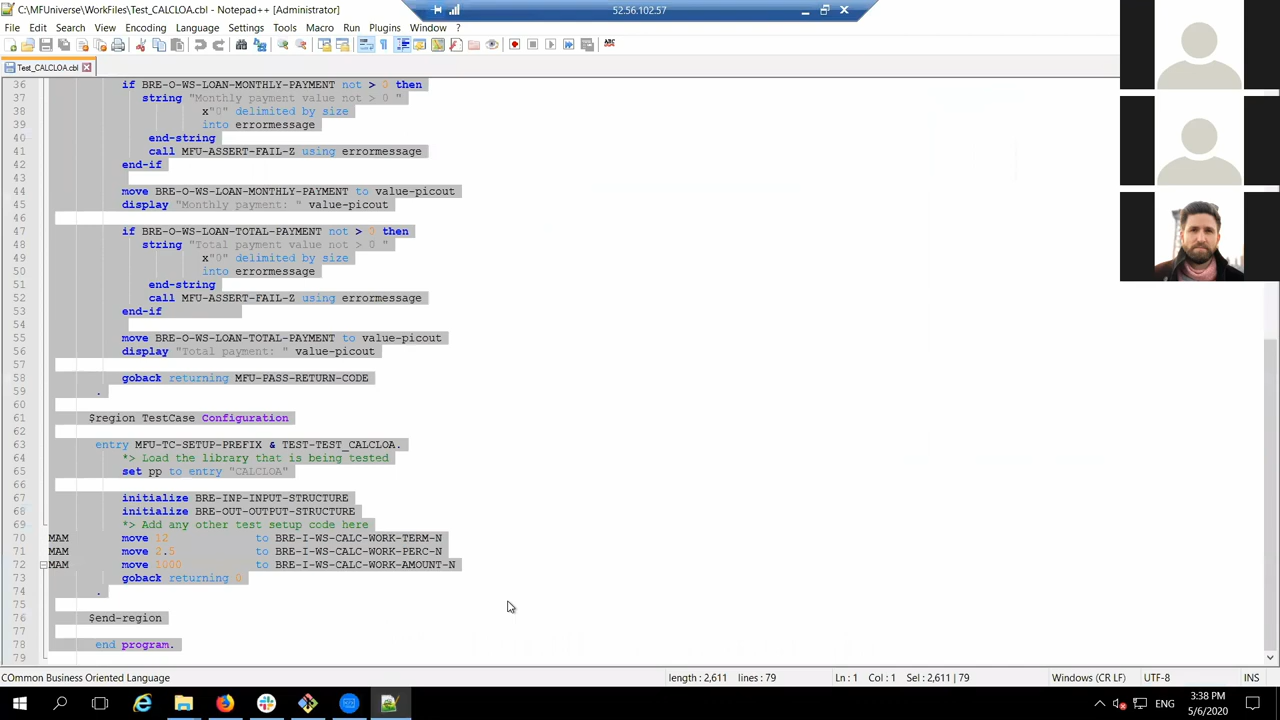 C:\MFUniverse\WorkFiles\Test_CALCLOA.cbl - Notepad++ [Administrator]
52.56.102.57
File Edit Search View Encoding Language Settings Tools Macro Run Plugins Window ?
Test_CALCLOA.cbl
36 if BRE-O-WS-LOAN-MONTHLY-PAYMENT not > 0 then
37 string "Monthly payment value not > 0 "
38 x"0" delimited by size
39 into errormessage
40 end-string
41 call MFU-ASSERT-FAIL-Z using errormessage
42 end-if
43
44 move BRE-O-WS-LOAN-MONTHLY-PAYMENT to value-picout
45 display "Monthly payment: " value-picout
46
47 if BRE-O-WS-LOAN-TOTAL-PAYMENT not > 0 then
48 string "Total payment value not > 0 "
49 x"0" delimited by size
50 into errormessage
51 end-string
52 call MFU-ASSERT-FAIL-Z using errormessage
53 end-if
54
55 move BRE-O-WS-LOAN-TOTAL-PAYMENT to value-picout
56 display "Total payment: " value-picout
57
58 goback returning MFU-PASS-RETURN-CODE
59 .
60
61 $region TestCase Configuration
62
63 entry MFU-TC-SETUP-PREFIX & TEST-TEST_CALCLOA.
64 *> Load the library that is being tested
65 set pp to entry "CALCLOA"
66
67 initialize BRE-INP-INPUT-STRUCTURE
68 initialize BRE-OUT-OUTPUT-STRUCTURE
69 *> Add any other test setup code here
70 MAM move 12 to BRE-I-WS-CALC-WORK-TERM-N
71 MAM move 2.5 to BRE-I-WS-CALC-WORK-PERC-N
72 MAM move 1000 to BRE-I-WS-CALC-WORK-AMOUNT-N
73 goback returning 0
74 .
75
76 $end-region
77
78 end program.
79
COmmon Business Oriented Language
length : 2,611 lines : 79
Ln : 1 Col : 1 Sel : 2,611 | 79
Windows (CR LF)
UTF-8
INS
ENG
3:38 PM
5/6/2020